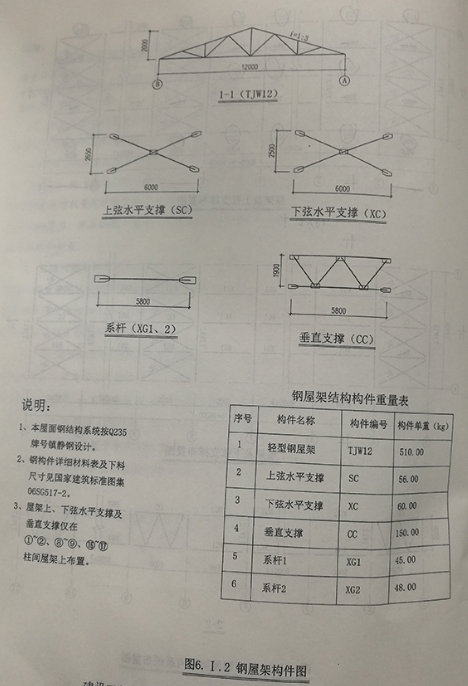 2000
i=1:3
12000
B A
1-1(TJW12)
2650
6000
上弦水平支撑(SC)
2500
6000
下弦水平支撑(XC)
5800
系杆(XG1、2)
1900
5800
垂直支撑(CC)
说明:
1、本屋面钢结构系统按Q235
牌号镇静钢设计。
2、钢构件详细材料表及下料
尺寸见国家建筑标准图集
06SG517-2。
3、屋架上、下弦水平支撑及
垂直支撑仅在
①~②、⑧~⑨、⑯~⑰
柱间屋架上布置。
钢屋架结构构件重量表
序号 构件名称 构件编号 构件单重(kg)
1 轻型钢屋架 TJW12 510.00
2 上弦水平支撑 SC 56.00
3 下弦水平支撑 XC 60.00
4 垂直支撑 CC 150.00
5 系杆1 XG1 45.00
6 系杆2 XG2 48.00
图6.1.2 钢屋架构件图